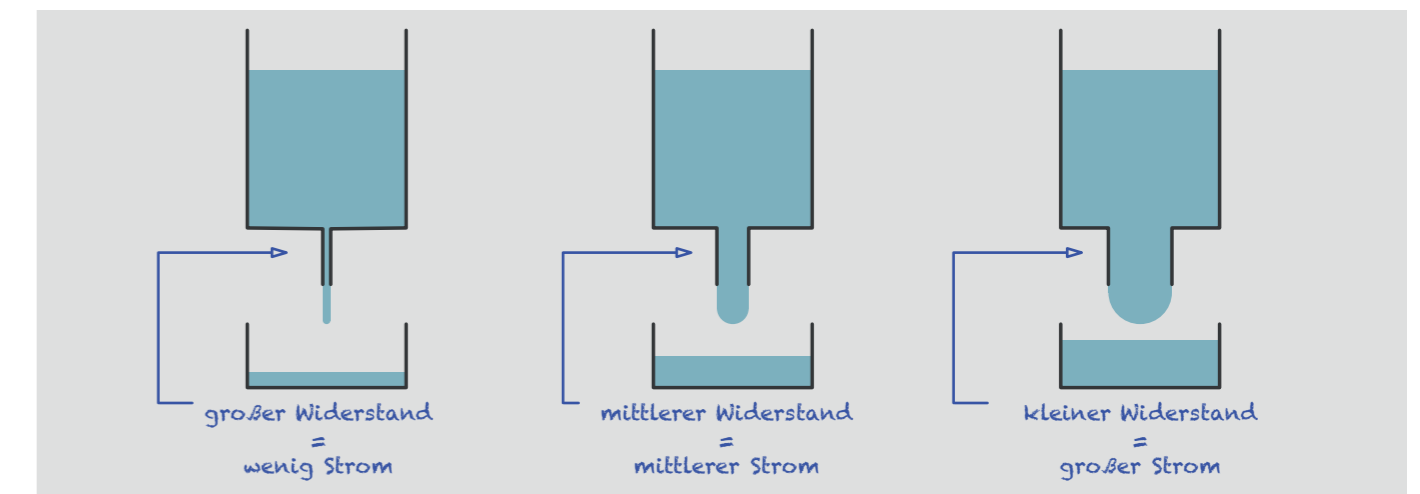 großer Widerstand
=
wenig Strom
mittlerer Widerstand
=
mittlerer Strom
kleiner Widerstand
=
großer Strom